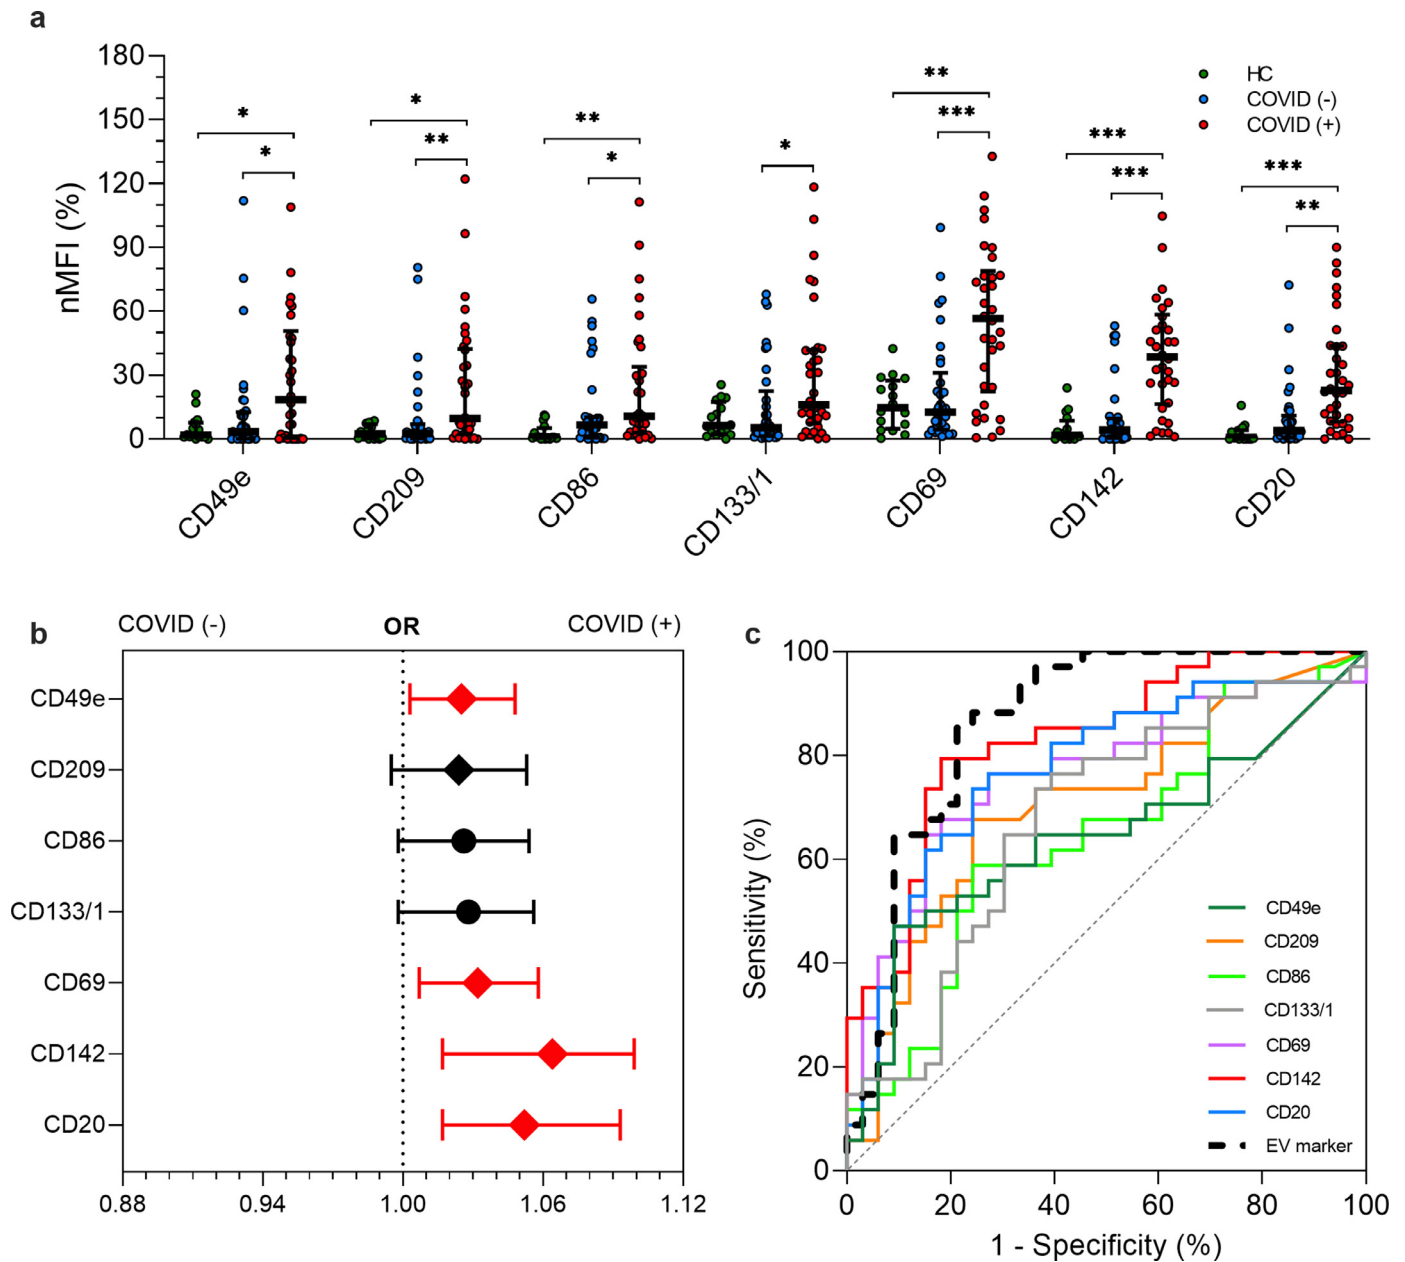 a
180
150
120
90
60
30
0
nMFI (%)
HC
COVID (-)
COVID (+)
* * * ** ** * * ** *** *** *** *** **
CD49e CD209 CD86 CD133/1 CD69 CD142 CD20
b
COVID (-) OR COVID (+)
CD49e
CD209
CD86
CD133/1
CD69
CD142
CD20
0.88 0.94 1.00 1.06 1.12
c
100
80
60
40
20
0
Sensitivity (%)
CD49e
CD209
CD86
CD133/1
CD69
CD142
CD20
EV marker
0 20 40 60 80 100
1 - Specificity (%)